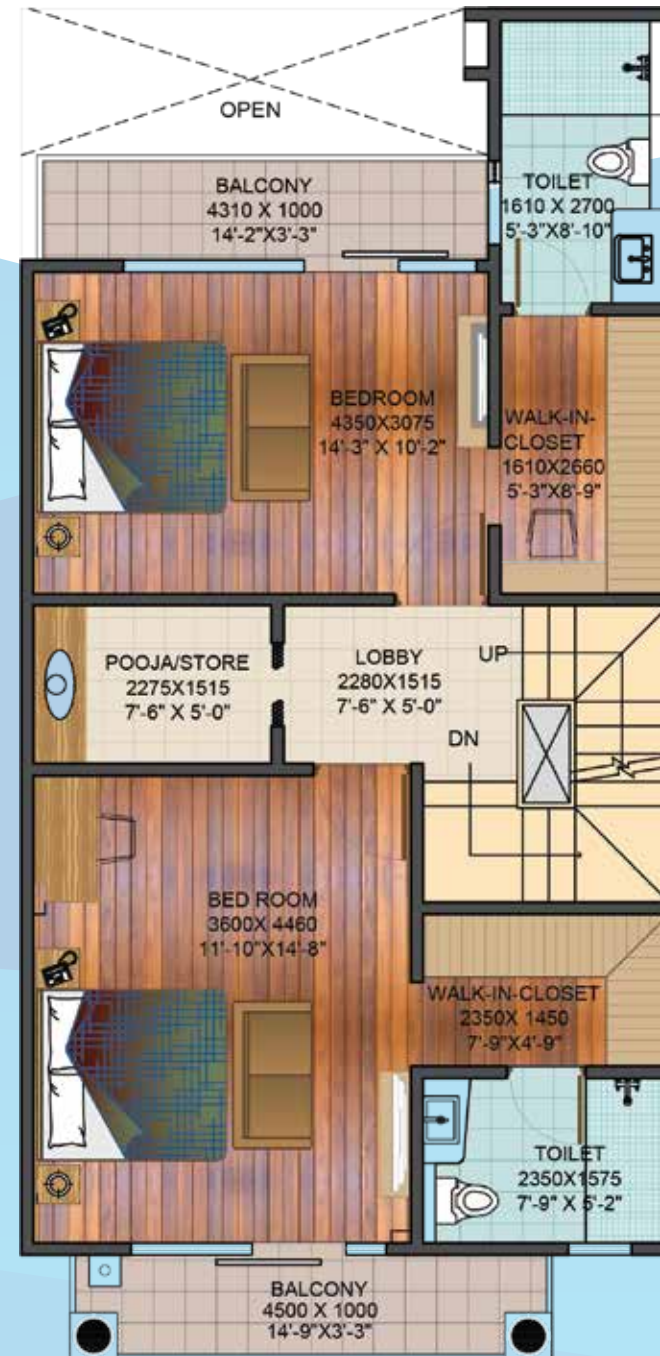 OPEN
BALCONY
4310 X 1000
14'-2"X3'-3"
TOILET
1610 X 2700
5'-3"X8'-10"
BEDROOM
4350X3075
14'-3" X 10'-2"
WALK-IN-
CLOSET
1610X2660
5'-3"X8'-9"
POOJA/STORE
2275X1515
7'-6" X 5'-0"
LOBBY
2280X1515
7'-6" X 5'-0"
UP
DN
BED ROOM
3600X 4460
11'-10"X14'-8"
WALK-IN-CLOSET
2350X 1450
7'-9"X4'-9"
TOILET
2350X1575
7'-9" X 5'-2"
BALCONY
4500 X 1000
14'-9"X3'-3"